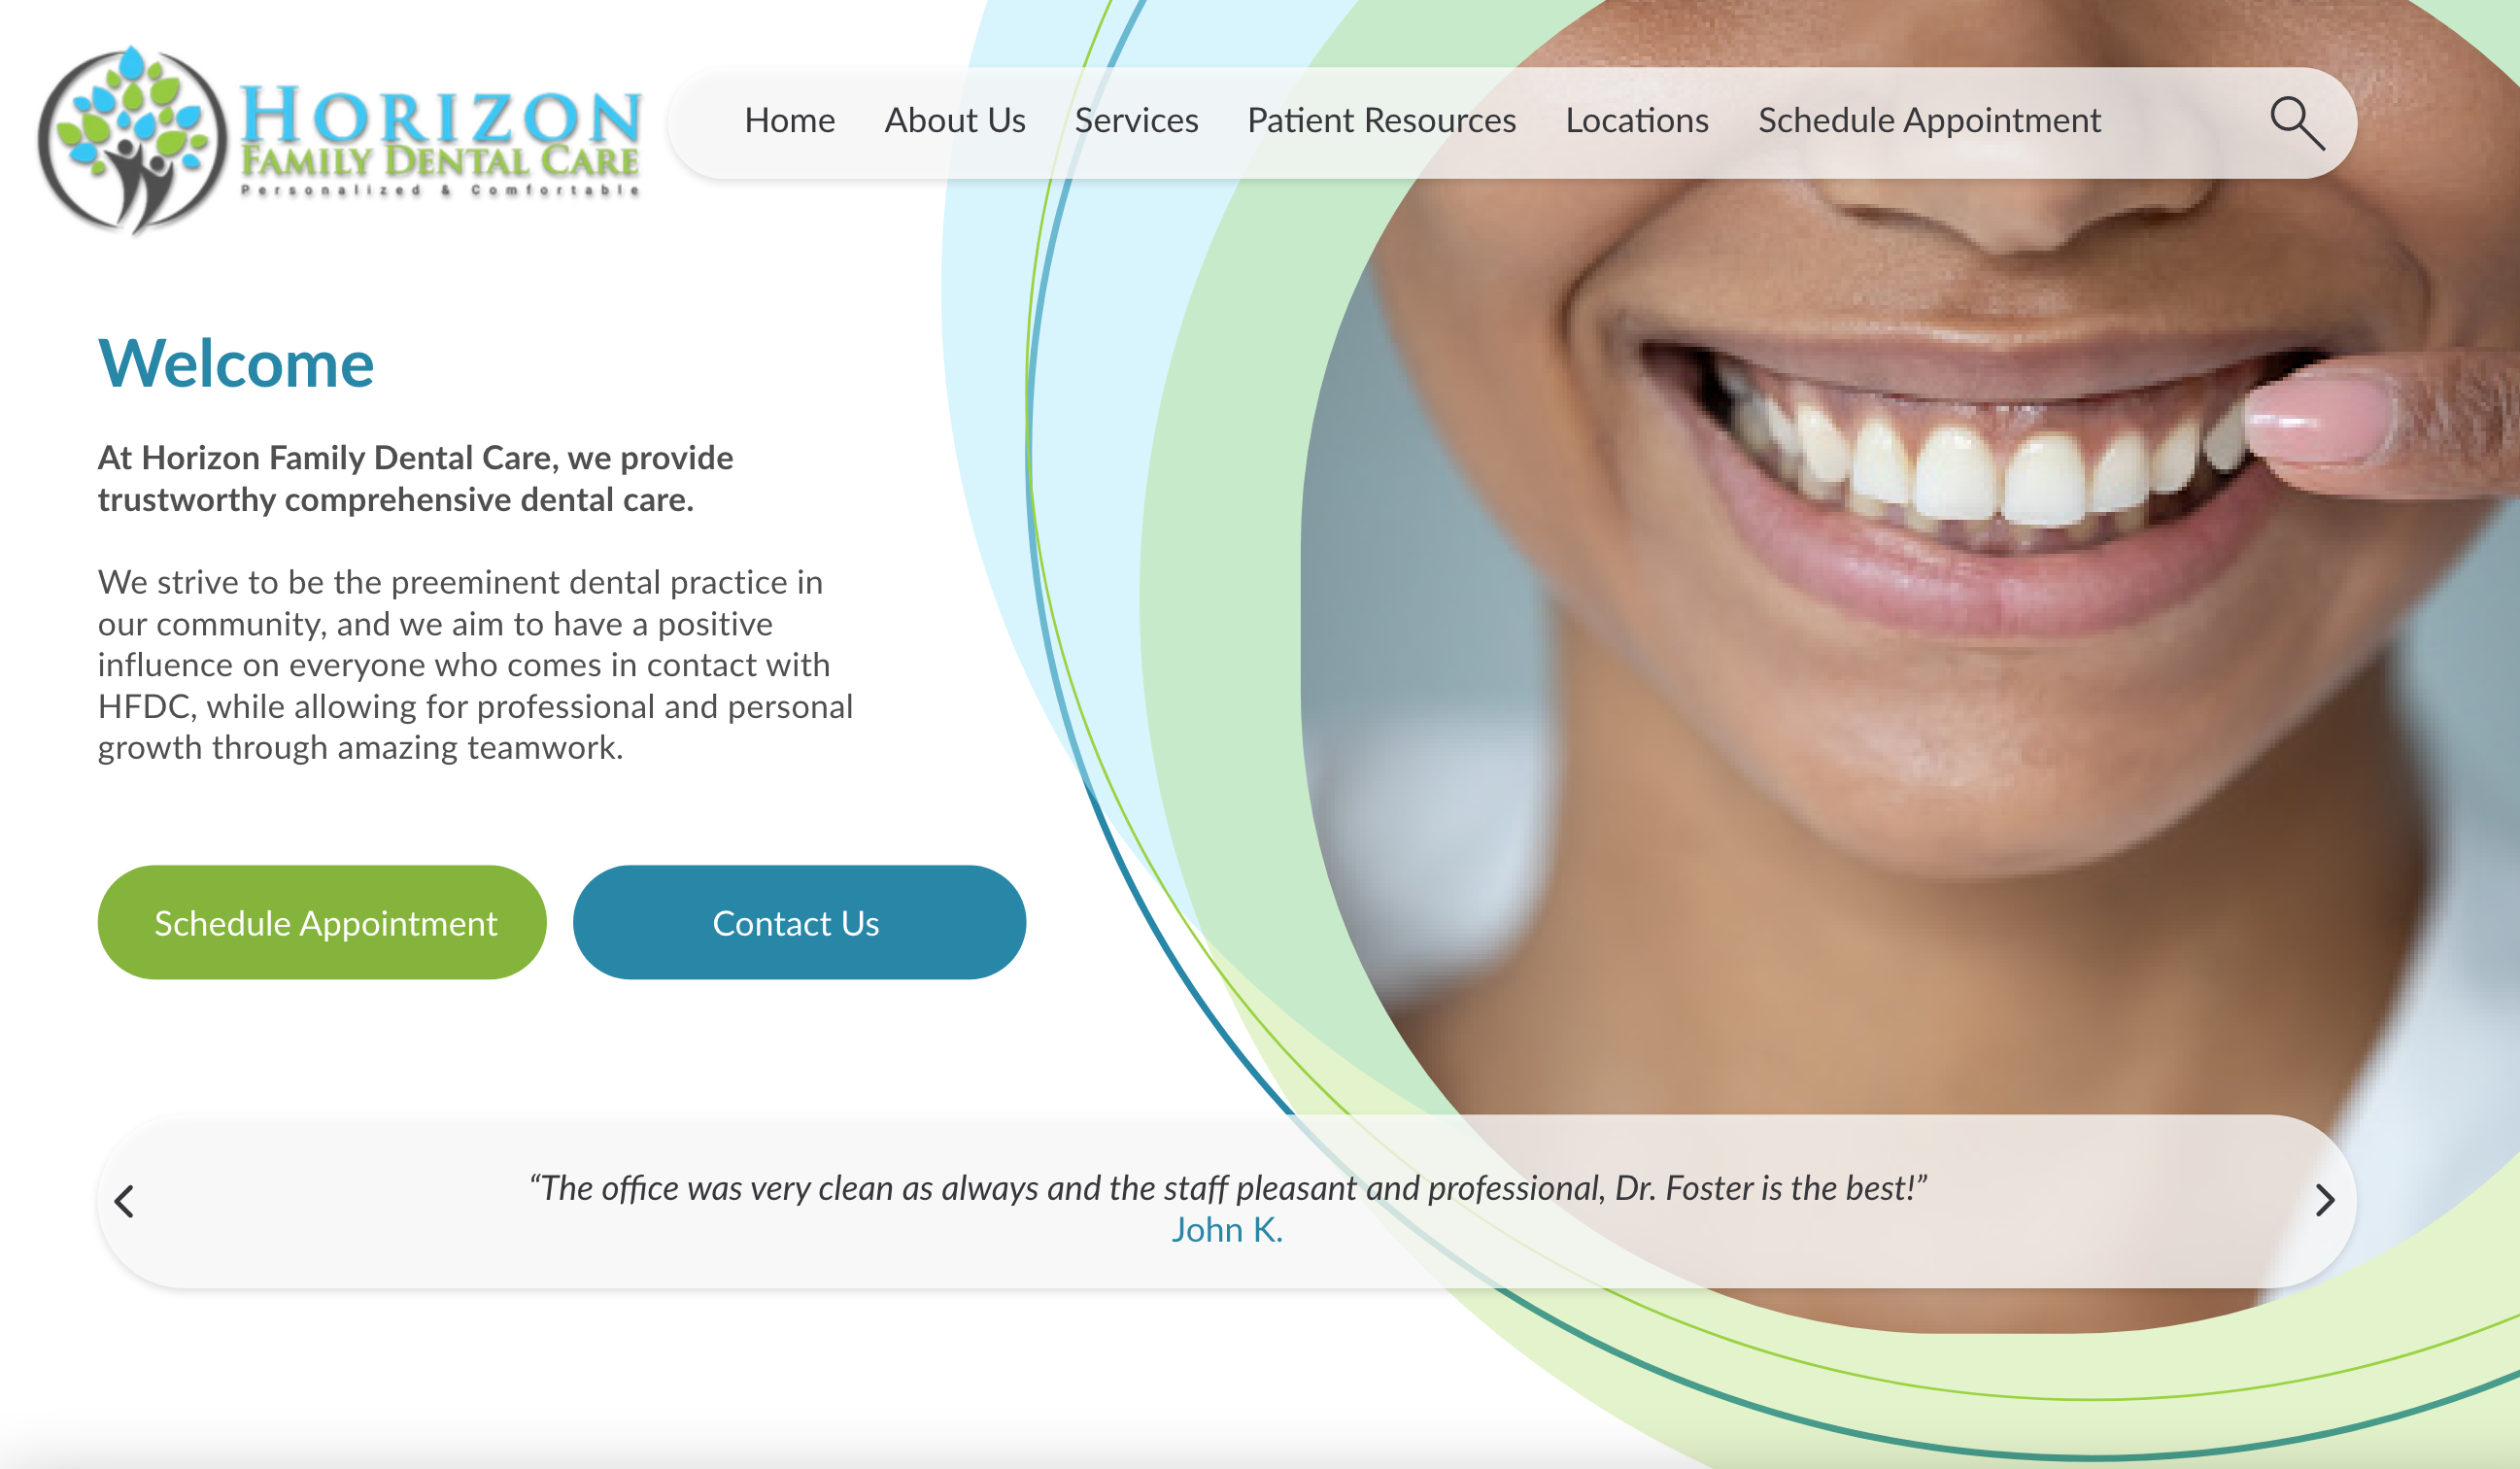 HORIZON
FAMILY DENTAL CARE
Personalized & Comfortable
Home About Us Services Patient Resources Locations Schedule Appointment
Welcome
At Horizon Family Dental Care, we provide
trustworthy comprehensive dental care.
We strive to be the preeminent dental practice in
our community, and we aim to have a positive
influence on everyone who comes in contact with
HFDC, while allowing for professional and personal
growth through amazing teamwork.
Schedule Appointment Contact Us
“The office was very clean as always and the staff pleasant and professional, Dr. Foster is the best!”
John K.